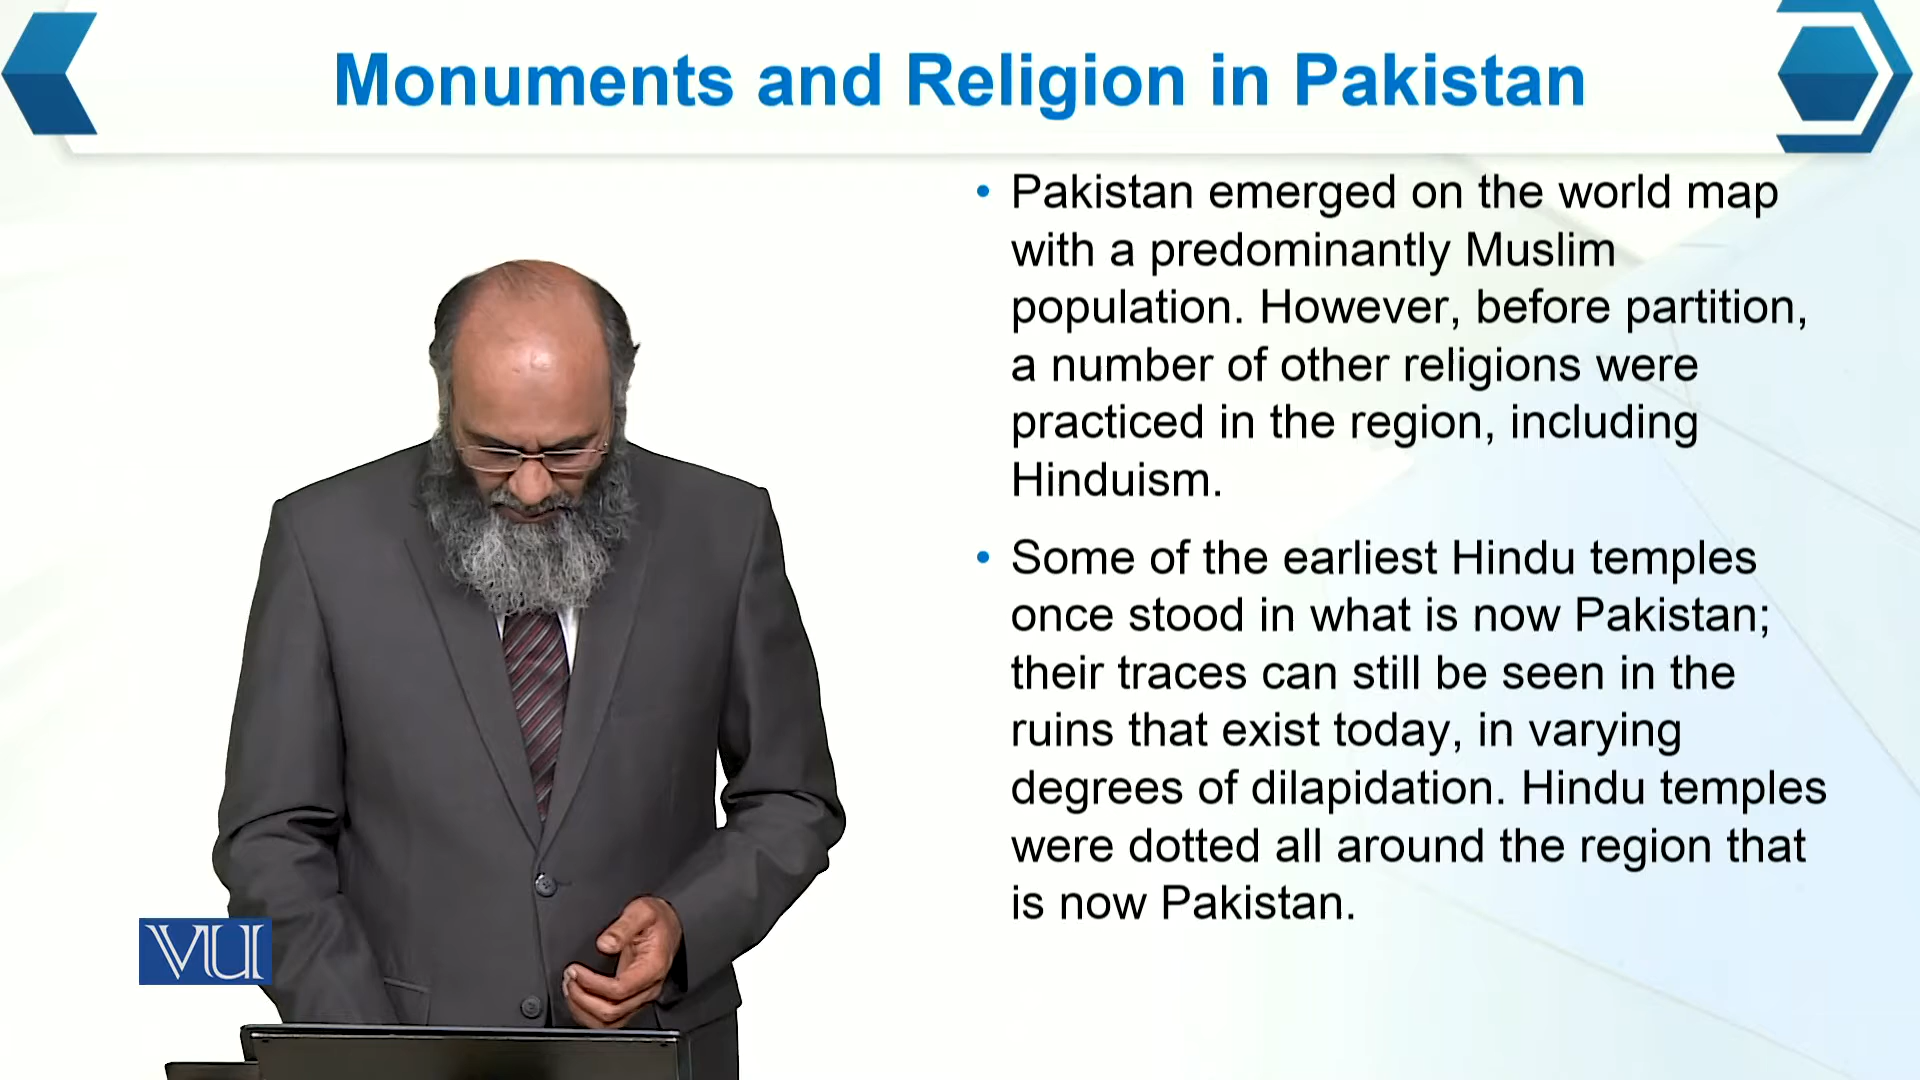 Monuments and Religion in Pakistan
• Pakistan emerged on the world map
with a predominantly Muslim
population. However, before partition,
a number of other religions were
practiced in the region, including
Hinduism.
• Some of the earliest Hindu temples
once stood in what is now Pakistan;
their traces can still be seen in the
ruins that exist today, in varying
degrees of dilapidation. Hindu temples
were dotted all around the region that
is now Pakistan.
VU